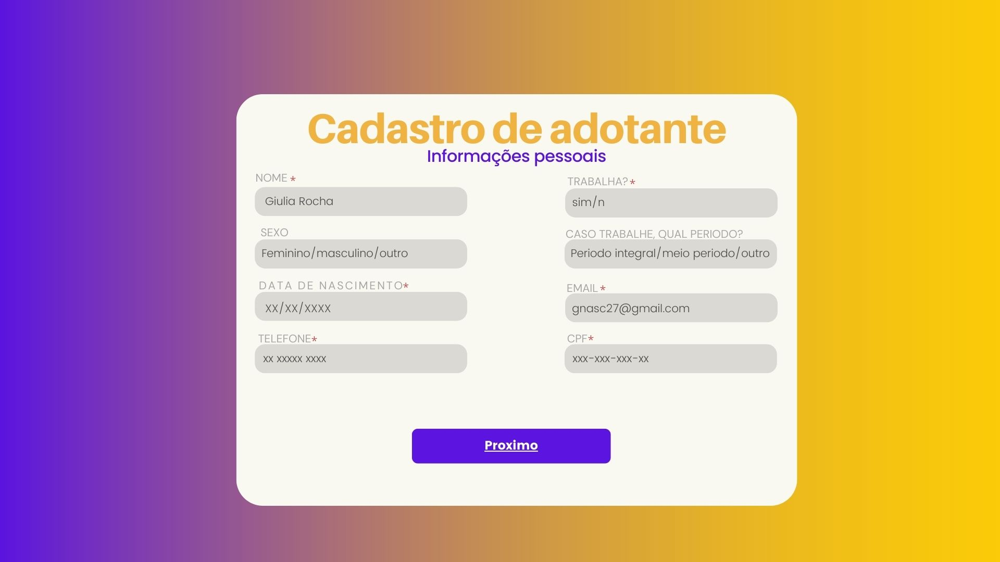 Cadastro de adotante
Informações pessoais
NOME *
Giulia Rocha
SEXO
Feminino/masculino/outro
DATA DE NASCIMENTO*
XX/XX/XXXX
TELEFONE*
xx xxxxx xxxx
TRABALHA? *
sim/n
CASO TRABALHE, QUAL PERIODO?
Periodo integral/meio periodo/outro
EMAIL *
gnasc27@gmail.com
CPF*
xxx-xxx-xxx-xx
Proximo